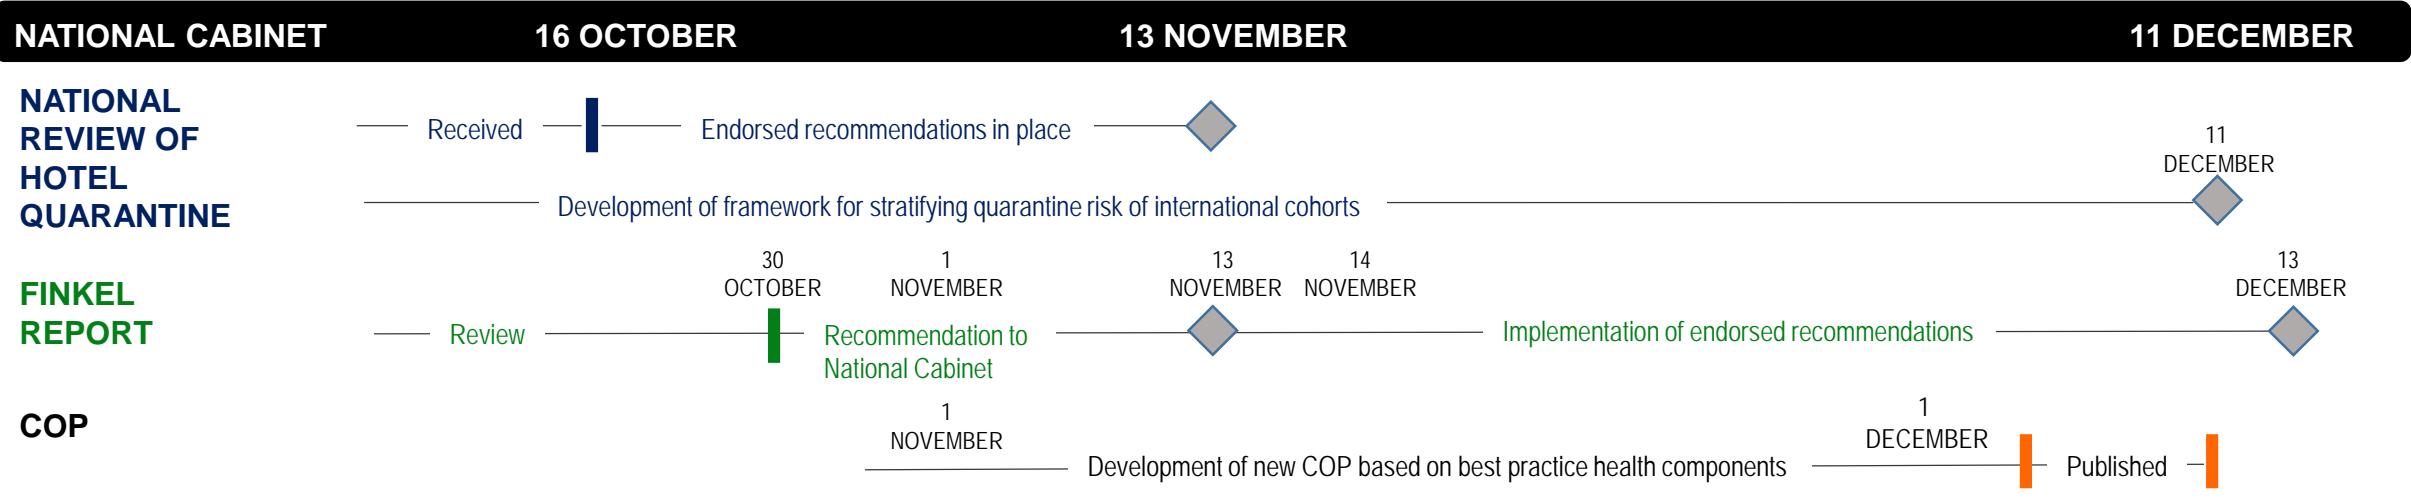 NATIONAL CABINET 16 OCTOBER 13 NOVEMBER 11 DECEMBER
NATIONAL
REVIEW OF
HOTEL
QUARANTINE
Received Endorsed recommendations in place
11
DECEMBER
Development of framework for stratifying quarantine risk of international cohorts
FINKEL
REPORT
30
OCTOBER
1
NOVEMBER
13
NOVEMBER
14
NOVEMBER
13
DECEMBER
Review
Recommendation to
National Cabinet
Implementation of endorsed recommendations
COP
1
NOVEMBER
1
DECEMBER
Development of new COP based on best practice health components
Published